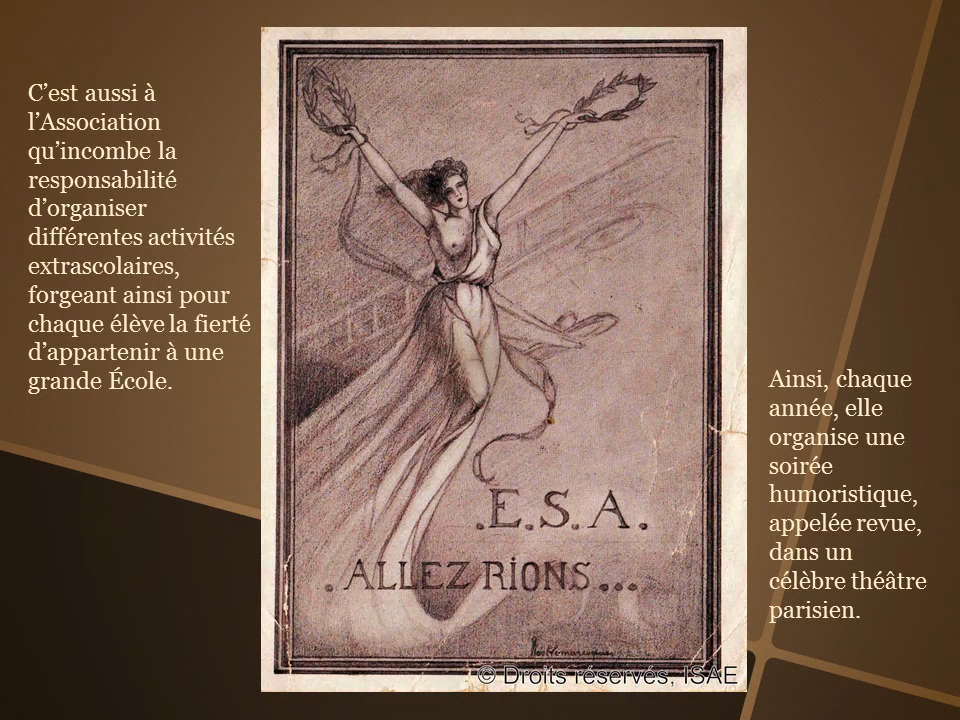 C’est aussi à
l’Association
qu’incombe la
responsabilité
d’organiser
différentes activités
extrascolaires,
forgeant ainsi pour
chaque élève la fierté
d’appartenir à une
grande École.
.E.S.A.
.ALLEZ RIONS...
© Droits réservés, ISAE
Ainsi, chaque
année, elle
organise une
soirée
humoristique,
appelée revue,
dans un
célèbre théâtre
parisien.